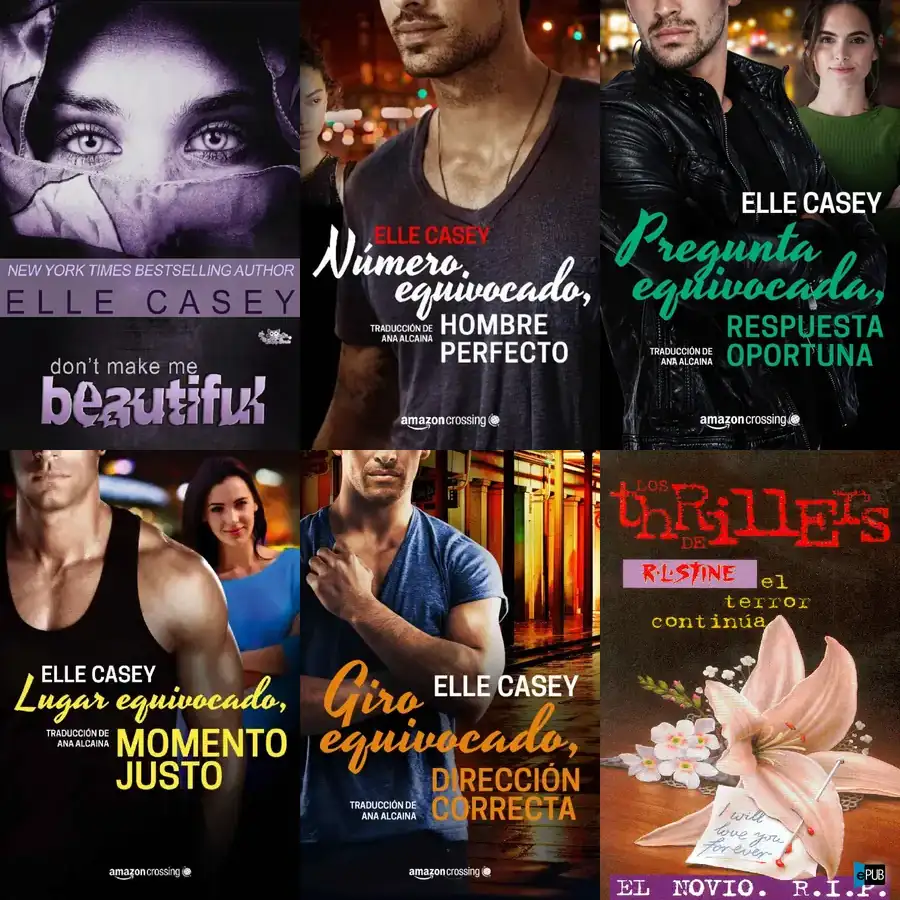 NEW YORK TIMES BESTSELLING AUTHOR
ELLE CASEY
don't make me
beautiful
ELLE CASEY
Número
equivocado,
TRADUCCIÓN DE
ANA ALCAINA
HOMBRE
PERFECTO
amazoncrossing
ELLE CASEY
Pregunta
equivocada,
RESPUESTA
OPORTUNA
TRADUCCIÓN DE
ANA ALCAINA
amazoncrossing
ELLE CASEY
Lugar equivocado,
TRADUCCIÓN DE
ANA ALCAINA
MOMENTO
JUSTO
amazoncrossing
Giro
ELLE CASEY
equivocado,
DIRECCIÓN
CORRECTA
TRADUCCIÓN DE
ANA ALCAINA
amazoncrossing
LOS
thRillErs
DE
R.L.STINE
el
terror
continúa
I will
love you
forever
EL NOVIO. R.I.P.
ePUB